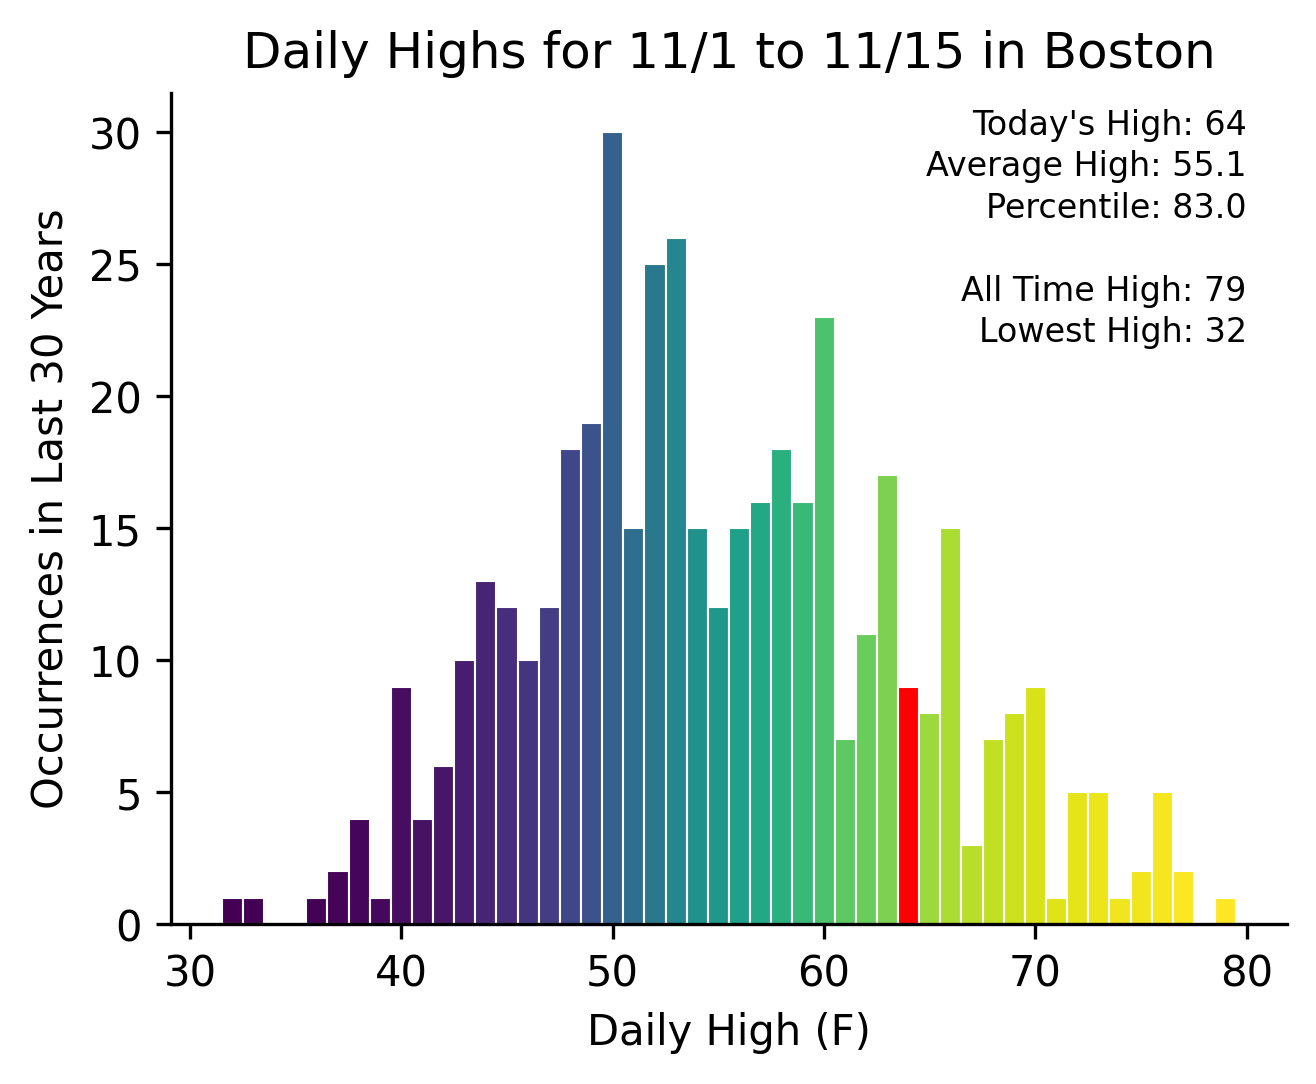 Daily Highs for 11/1 to 11/15 in Boston
Today's High: 64
Average High: 55.1
Percentile: 83.0
All Time High: 79
Lowest High: 32
Occurrences in Last 30 Years
30
25
20
15
10
5
0
30 40 50 60 70 80
Daily High (F)